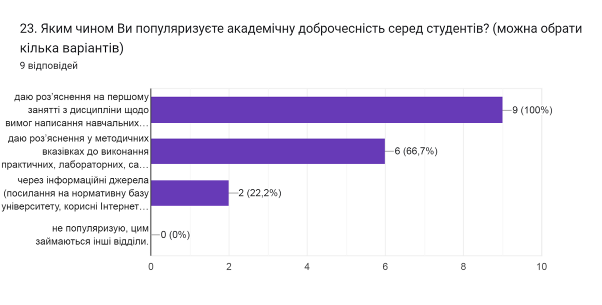 23. Яким чином Ви популяризуєте академічну доброчесність серед студентів? (можна обрати
кілька варіантів)
9 відповідей
даю роз’яснення на першому
занятті з дисципліни щодо
вимог написання навчальних…
9 (100%)
даю роз’яснення у методичних
вказівках до виконання
практичних, лабораторних, са…
6 (66,7%)
через інформаційні джерела
(посилання на нормативну базу
університету, корисні Інтернет…
2 (22,2%)
не популяризую, цим
займаються інші відділи.
0 (0%)
0 2 4 6 8 10